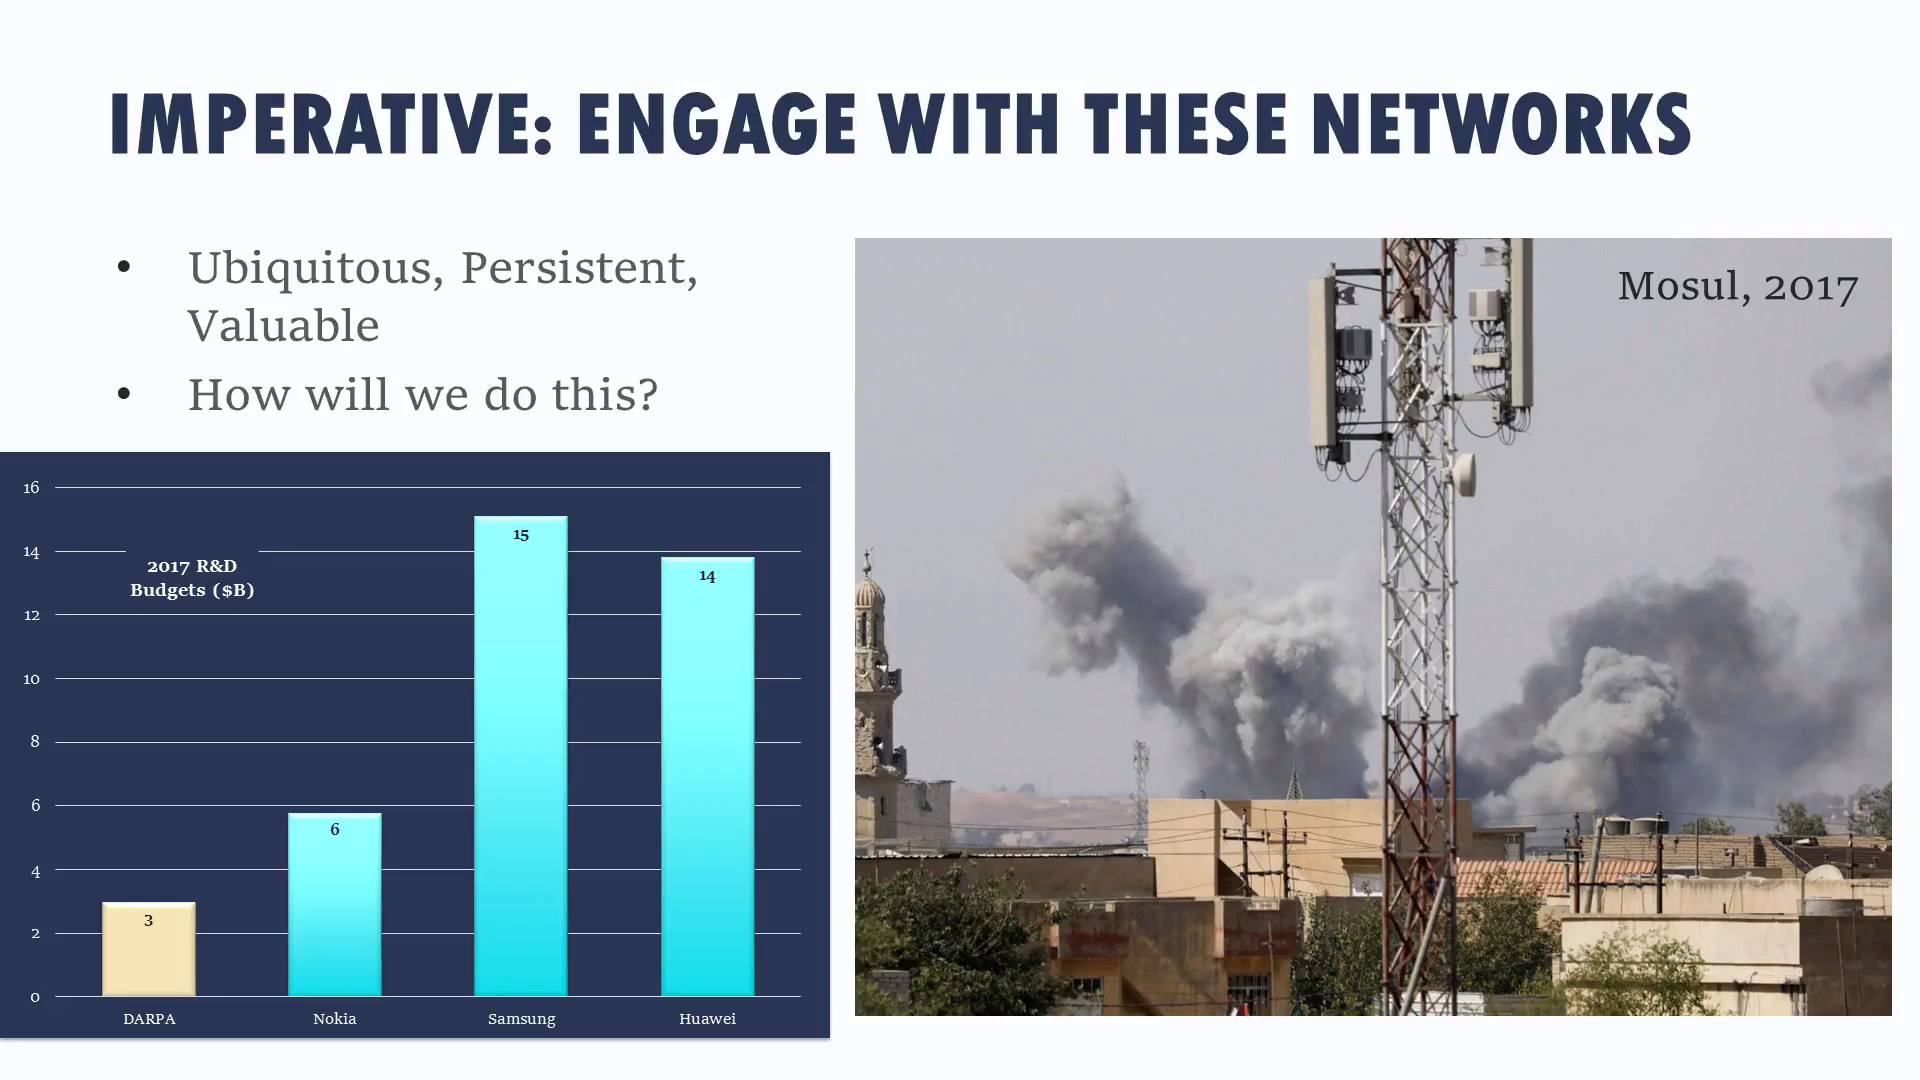 IMPERATIVE: ENGAGE WITH THESE NETWORKS
• Ubiquitous, Persistent,
Valuable
• How will we do this?
Mosul, 2017
2017 R&D
Budgets ($B)
16
14
12
10
8
6
4
2
0
3
6
15
14
DARPA
Nokia
Samsung
Huawei